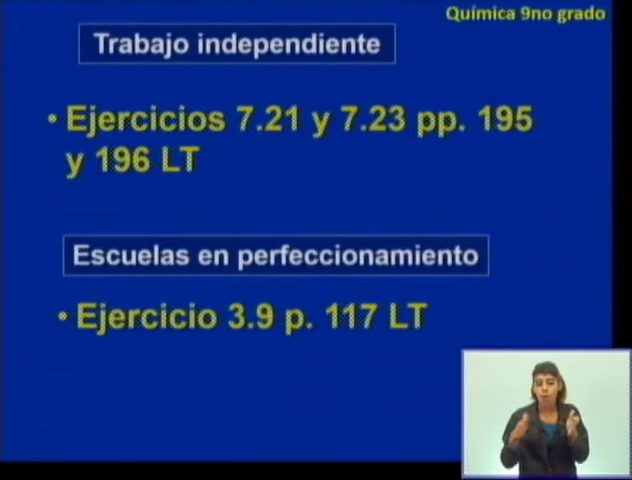 Química 9no grado
Trabajo independiente
• Ejercicios 7.21 y 7.23 pp. 195
y 196 LT
Escuelas en perfeccionamiento
• Ejercicio 3.9 p. 117 LT